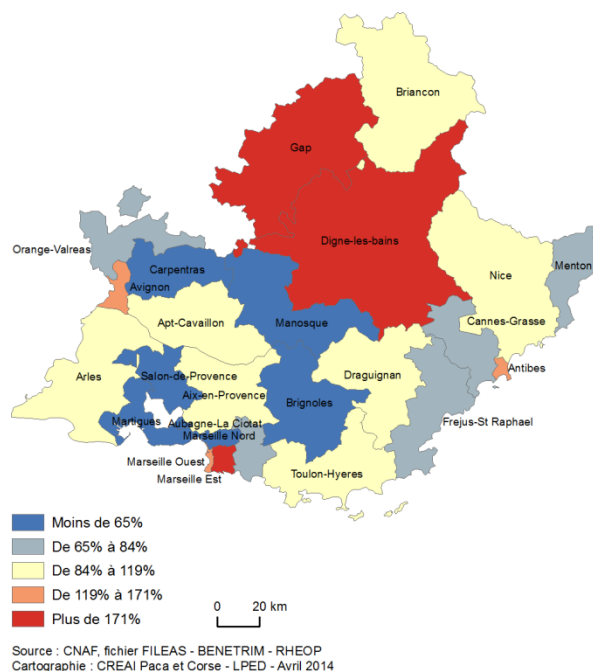 Briancon
Gap
Digne-les-bains
Orange-Valreas
Carpentras
Nice
Menton
Avignon
Apt-Cavaillon
Manosque
Cannes-Grasse
Arles
Salon-de-Provence
Draguignan
Antibes
Aix-en-Provence
Brignoles
Martigues
Aubagne-La Ciotat
Frejus-St Raphael
Marseille Nord
Marseille Ouest
Toulon-Hyeres
Marseille Est
Moins de 65%
De 65% à 84%
De 84% à 119%
De 119% à 171%
Plus de 171%
0 20 km
Source : CNAF, fichier FILEAS - BENETRIM - RHEOP
Cartographie : CREAI Paca et Corse - LPED - Avril 2014